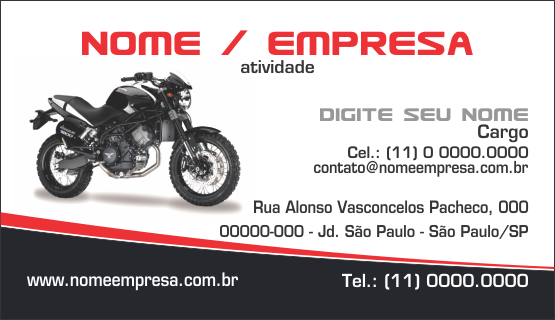 NOME / EMPRESA
atividade
DIGITE SEU NOME
Cargo
Cel.: (11) 0 0000.0000
contato@nomeempresa.com.br
Rua Alonso Vasconcelos Pacheco, 000
00000-000 - Jd. São Paulo - São Paulo/SP
www.nomeempresa.com.br
Tel.: (11) 0000.0000